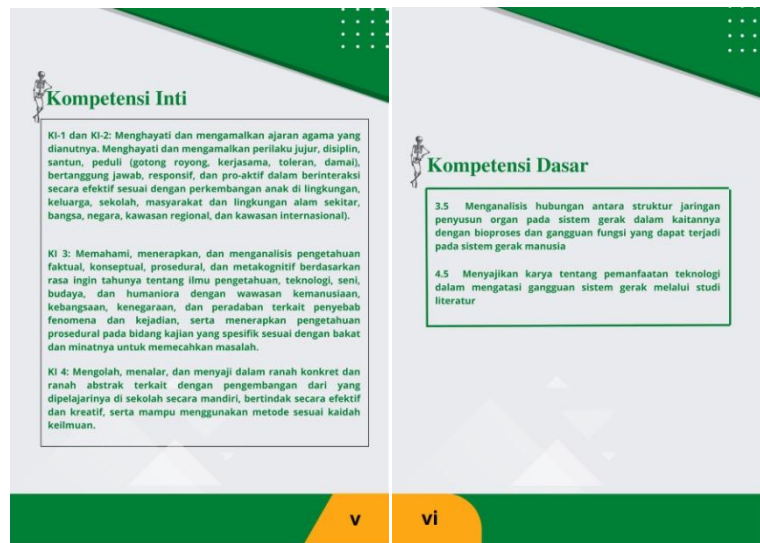 Kompetensi Inti
KI-1 dan KI-2: Menghayati dan mengamalkan ajaran agama yang
dianutnya. Menghayati dan mengamalkan perilaku jujur, disiplin,
santun, peduli (gotong royong, kerjasama, toleran, damai),
bertanggung jawab, responsif, dan pro-aktif dalam berinteraksi
secara efektif sesuai dengan perkembangan anak di lingkungan,
keluarga, sekolah, masyarakat dan lingkungan alam sekitar,
bangsa, negara, kawasan regional, dan kawasan internasional).
KI 3: Memahami, menerapkan, dan menganalisis pengetahuan
faktual, konseptual, prosedural, dan metakognitif berdasarkan
rasa ingin tahunya tentang ilmu pengetahuan, teknologi, seni,
budaya, dan humaniora dengan wawasan kemanusiaan,
kebangsaan, kenegaraan, dan peradaban terkait penyebab
fenomena dan kejadian, serta menerapkan pengetahuan
prosedural pada bidang kajian yang spesifik sesuai dengan bakat
dan minatnya untuk memecahkan masalah.
KI 4: Mengolah, menalar, dan menyaji dalam ranah konkret dan
ranah abstrak terkait dengan pengembangan dari yang
dipelajarinya di sekolah secara mandiri, bertindak secara efektif
dan kreatif, serta mampu menggunakan metode sesuai kaidah
keilmuan.
v
Kompetensi Dasar
3.5 Menganalisis hubungan antara struktur jaringan
penyusun organ pada sistem gerak dalam kaitannya
dengan bioproses dan gangguan fungsi yang dapat terjadi
pada sistem gerak manusia
4.5 Menyajikan karya tentang pemanfaatan teknologi
dalam mengatasi gangguan sistem gerak melalui studi
literatur
vi